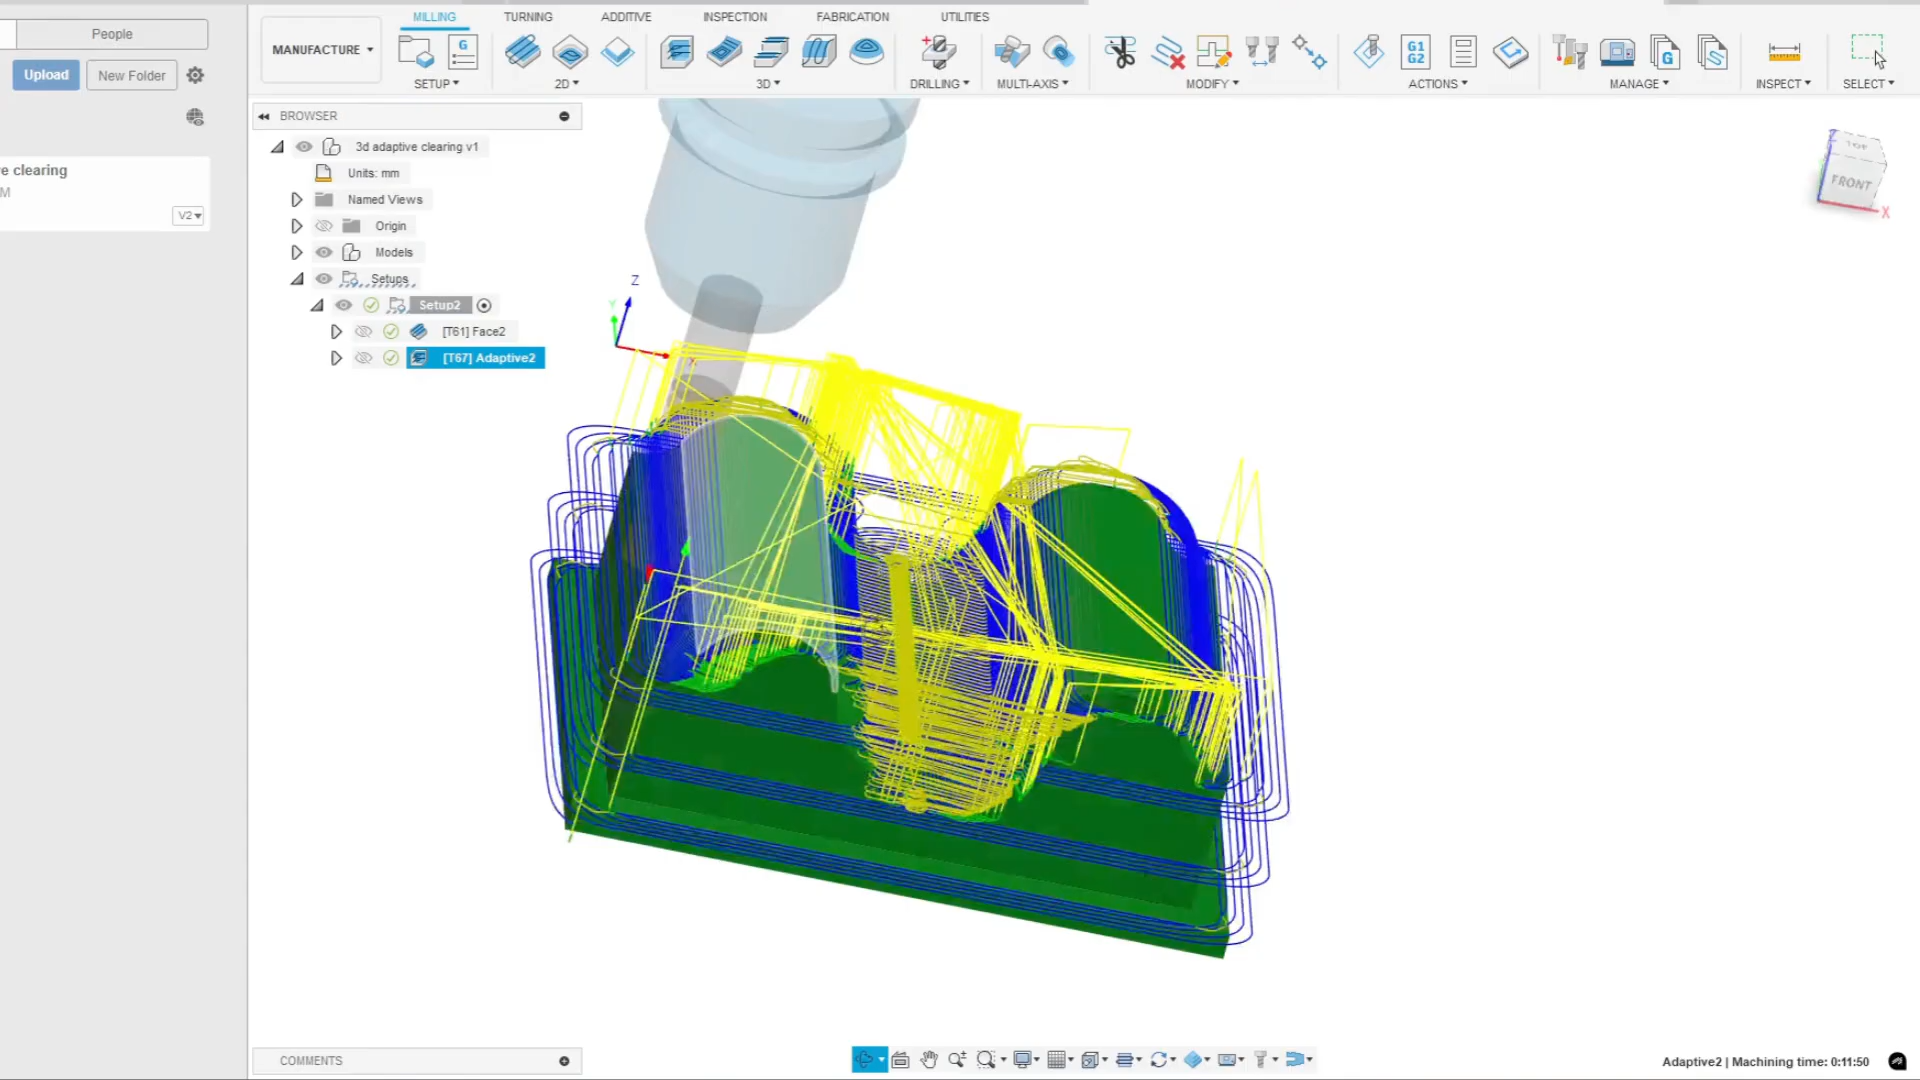 People
MILLING
TURNING
ADDITIVE
INSPECTION
FABRICATION
UTILITIES
MANUFACTURE
SETUP
2D
3D
DRILLING
MULTI-AXIS
MODIFY
ACTIONS
MANAGE
INSPECT
SELECT
G
G1
G2
G
Upload
New Folder
BROWSER
3d adaptive clearing v1
Units: mm
Named Views
Origin
Models
Setups
Setup2
[T61] Face2
[T67] Adaptive2
e clearing
M
V2
Z
Y
TOP
FRONT
X
COMMENTS
Adaptive2 | Machining time: 0:11:50